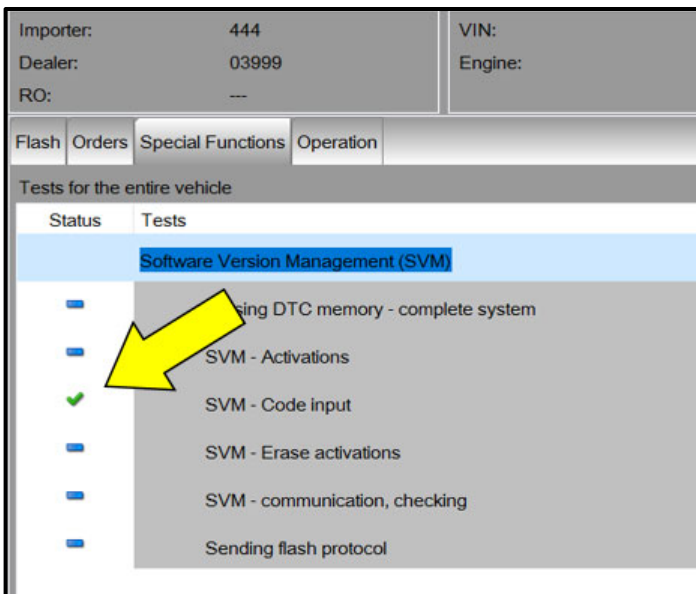 Importer: 444 VIN:
Dealer: 03999 Engine:
RO: ---
Flash Orders Special Functions Operation
Tests for the entire vehicle
Status Tests
Software Version Management (SVM)
DTC memory - complete system
SVM - Activations
SVM - Code input
SVM - Erase activations
SVM - communication, checking
Sending flash protocol